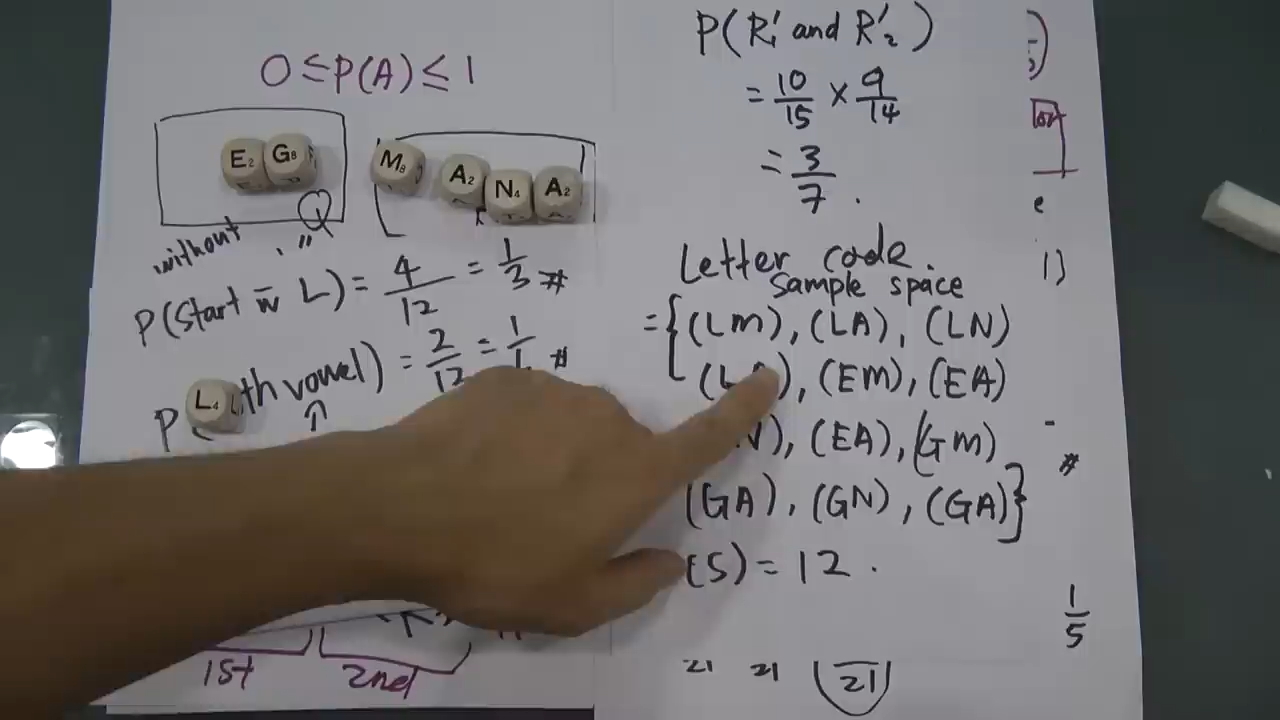 0 ≤ P(A) ≤ 1
E₂ G₈
M₈ A₂ N₄ A₂
without
P(Start w̄ L) = 4/12 = 1/3 #
th vowel) = 2/12 = 1/
P L₄
1st 2nd
P(R₁' and R₂')
= 10/15 × 9/14
= 3/7 .
Letter code
Sample space
= {(LM), (LA), (LN)
(LA), (EM), (EA)
N), (EA), (GM)
(GA), (GN), (GA)}
(S) = 12 .
21 21 21
1)
#
1/5